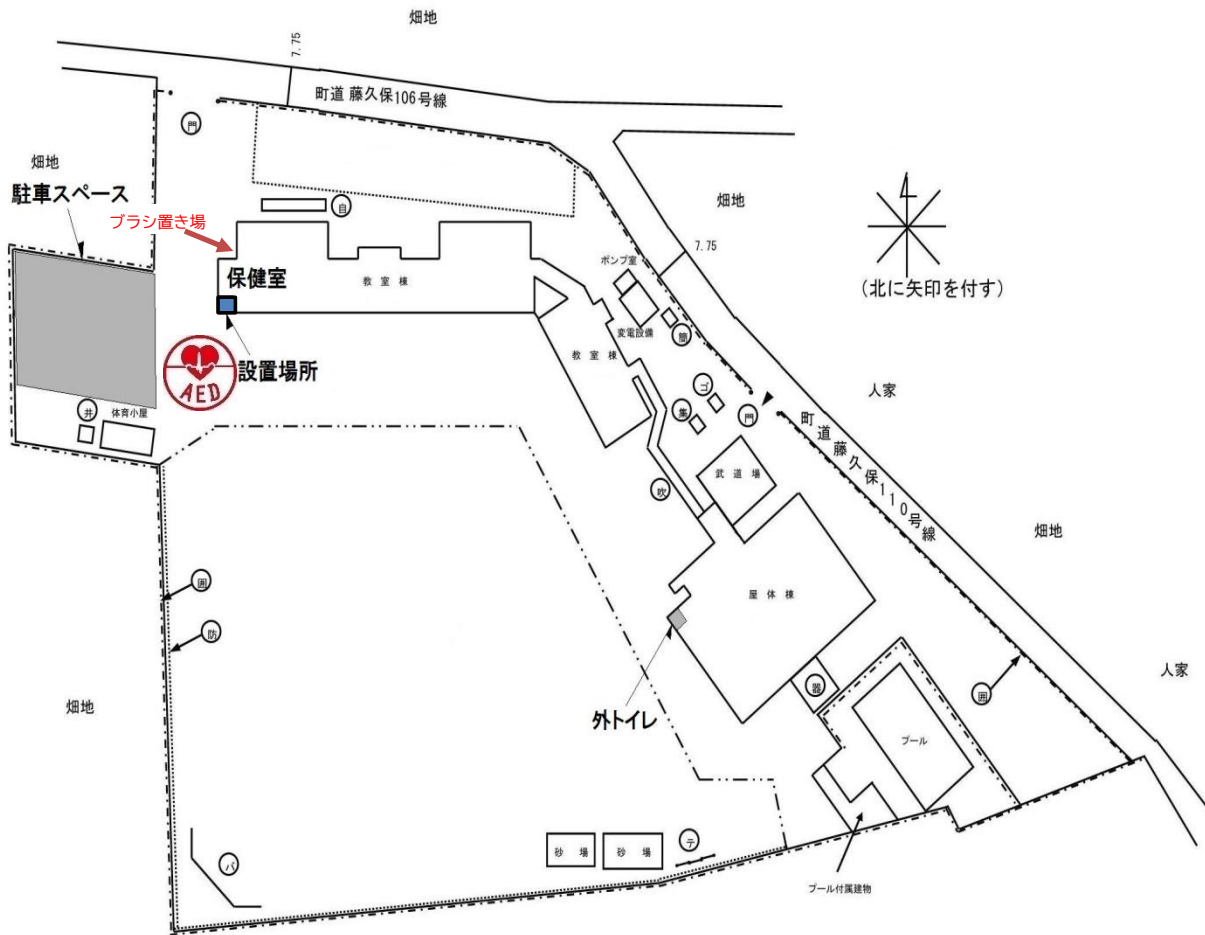 畑地
7.75
町道 藤久保106号線
門
畑地
駐車スペース
ブラシ置き場
自
畑地
7.75
ポンプ室
(北に矢印を付す)
保健室
教室棟
変電設備
簡
教室棟
設置場所
AED
ゴ
人家
井
体育小屋
集
門
町道藤久保110号線
武道場
吹
畑地
囲
屋体棟
防
人家
畑地
器
囲
外トイレ
プール
砂場
砂場
テ
バ
プール付属建物